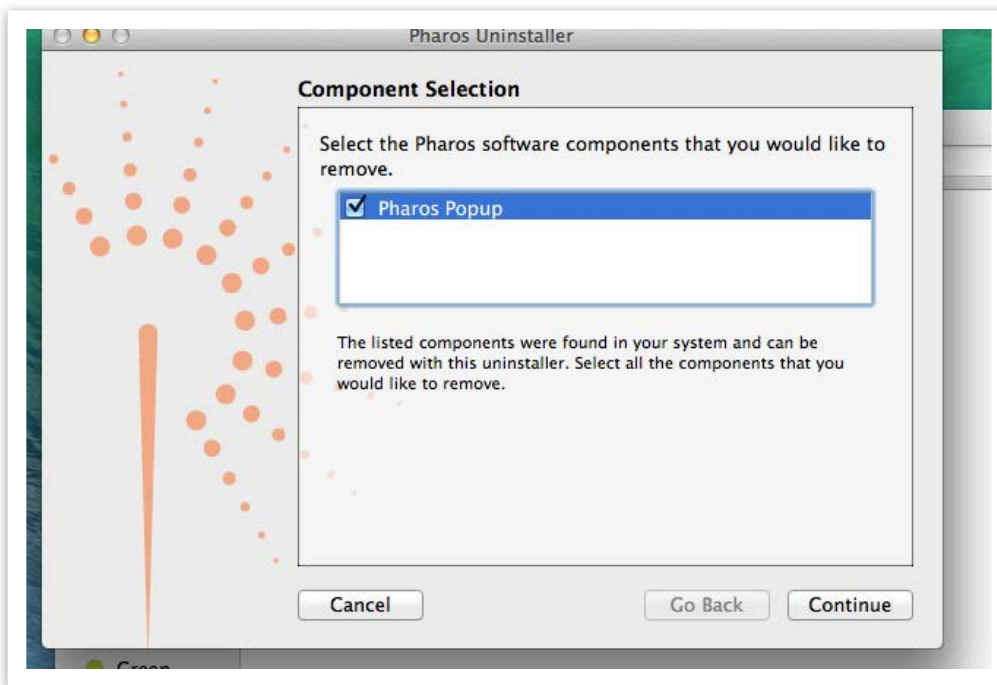 Pharos Uninstaller
Component Selection
Select the Pharos software components that you would like to
remove.
Pharos Popup
The listed components were found in your system and can be
removed with this uninstaller. Select all the components that you
would like to remove.
Cancel
Go Back
Continue
Green